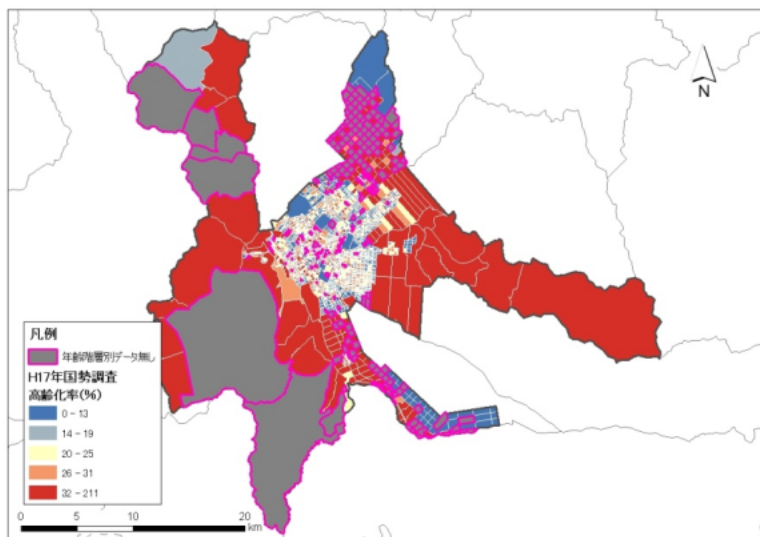 N
凡例
年齢階層別データ無し
H17年国勢調査
高齢化率(%)
0 - 13
14 - 19
20 - 25
26 - 31
32 - 211
0 10 20
km